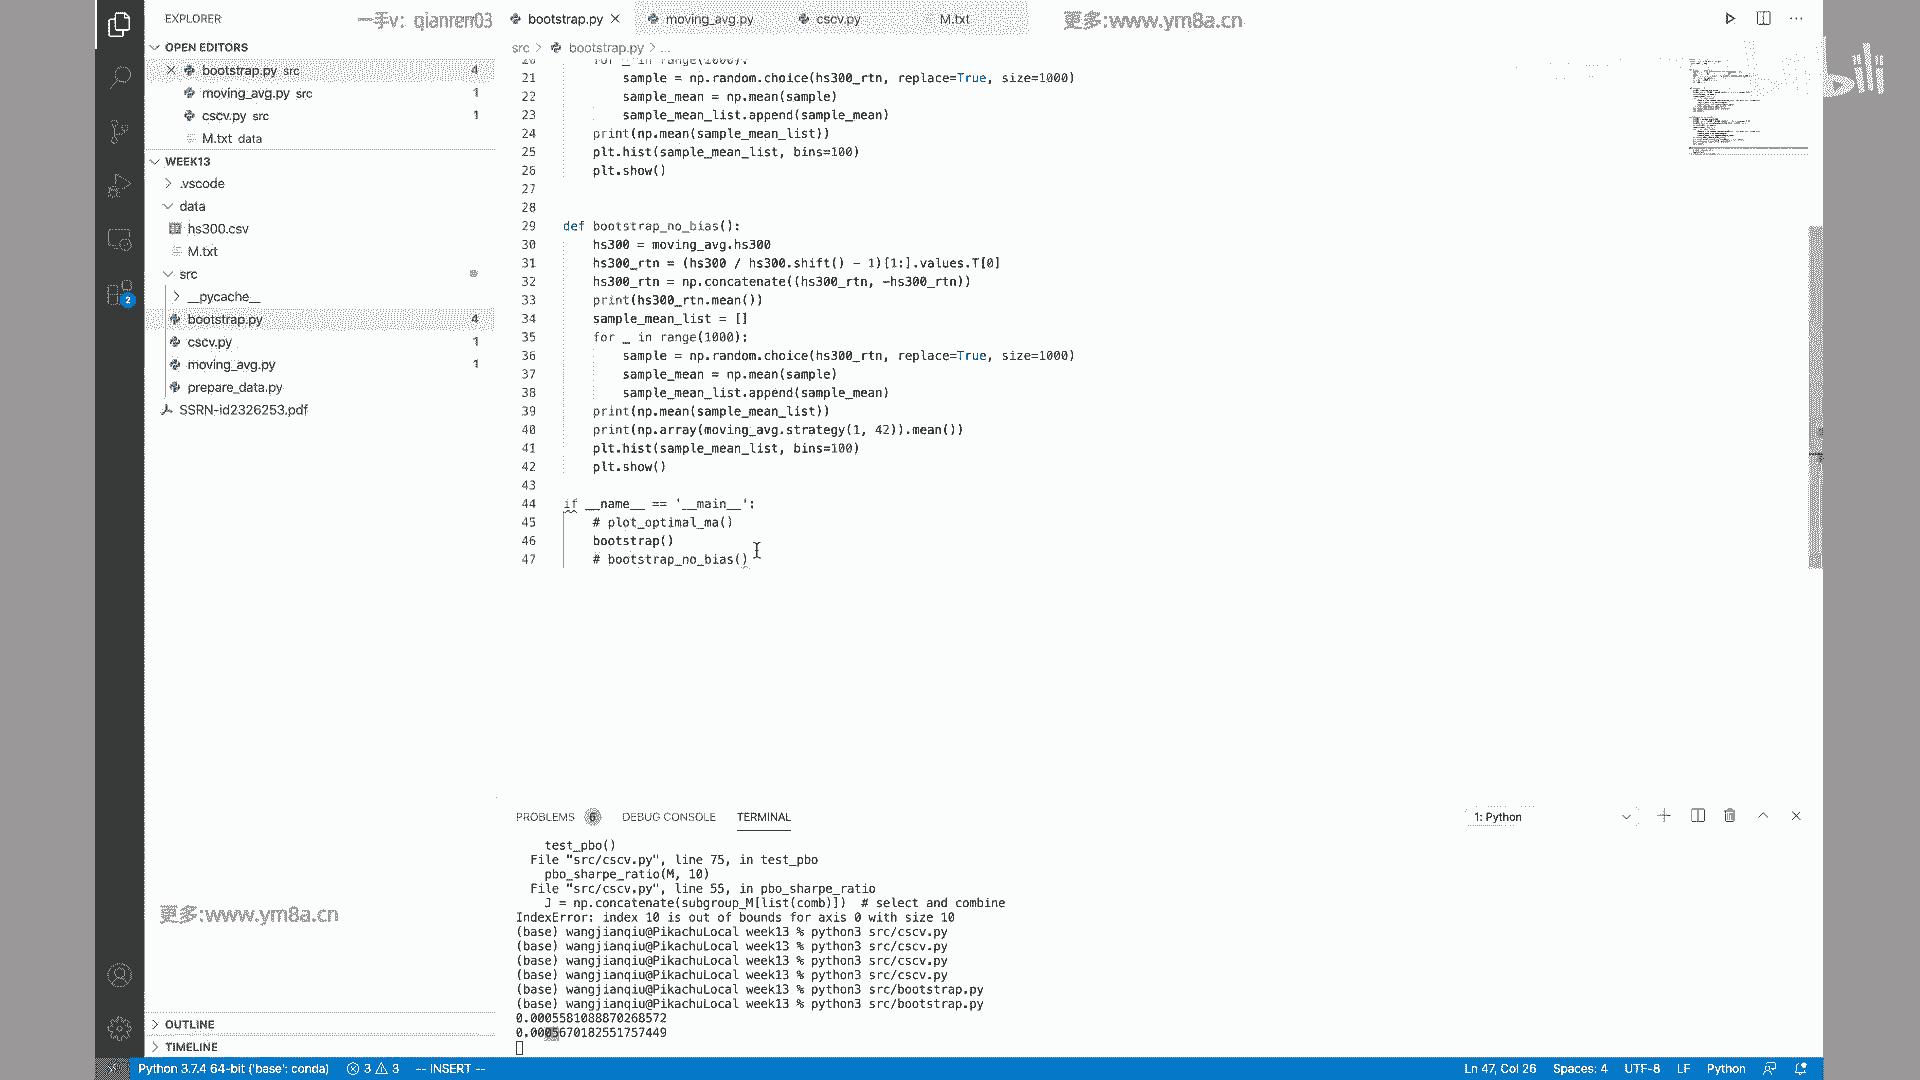 EXPLORER
一手v: qianren03
bootstrap.py
moving_avg.py
cscv.py
M.txt
更多:www.ym8a.cn
bilibili
OPEN EDITORS
bootstrap.py src 4
moving_avg.py src 1
cscv.py src 1
M.txt data
WEEK13
.vscode
data
hs300.csv
M.txt
src
__pycache__
bootstrap.py 4
cscv.py 1
moving_avg.py 1
prepare_data.py
SSRN-id2326253.pdf
2
更多:www.ym8a.cn
OUTLINE
TIMELINE
src > bootstrap.py > ...
20 for _ in range(1000):
21 sample = np.random.choice(hs300_rtn, replace=True, size=1000)
22 sample_mean = np.mean(sample)
23 sample_mean_list.append(sample_mean)
24 print(np.mean(sample_mean_list))
25 plt.hist(sample_mean_list, bins=100)
26 plt.show()
27
28
29 def bootstrap_no_bias():
30 hs300 = moving_avg.hs300
31 hs300_rtn = (hs300 / hs300.shift() - 1)[1:].values.T[0]
32 hs300_rtn = np.concatenate((hs300_rtn, -hs300_rtn))
33 print(hs300_rtn.mean())
34 sample_mean_list = []
35 for _ in range(1000):
36 sample = np.random.choice(hs300_rtn, replace=True, size=1000)
37 sample_mean = np.mean(sample)
38 sample_mean_list.append(sample_mean)
39 print(np.mean(sample_mean_list))
40 print(np.array(moving_avg.strategy(1, 42)).mean())
41 plt.hist(sample_mean_list, bins=100)
42 plt.show()
43
44 if __name__ == '__main__':
45 # plot_optimal_ma()
46 bootstrap()
47 # bootstrap_no_bias()
PROBLEMS 6 DEBUG CONSOLE TERMINAL
1: Python
test_pbo()
File "src/cscv.py", line 75, in test_pbo
pbo_sharpe_ratio(M, 10)
File "src/cscv.py", line 55, in pbo_sharpe_ratio
J = np.concatenate(subgroup_M[list(comb)]) # select and combine
IndexError: index 10 is out of bounds for axis 0 with size 10
(base) wangjianqiu@PikachuLocal week13 % python3 src/cscv.py
(base) wangjianqiu@PikachuLocal week13 % python3 src/cscv.py
(base) wangjianqiu@PikachuLocal week13 % python3 src/cscv.py
(base) wangjianqiu@PikachuLocal week13 % python3 src/cscv.py
(base) wangjianqiu@PikachuLocal week13 % python3 src/bootstrap.py
(base) wangjianqiu@PikachuLocal week13 % python3 src/bootstrap.py
0.0005581088870268572
0.0005670182551757449
Python 3.7.4 64-bit ('base': conda) 3 3 -- INSERT --
Ln 47, Col 26 Spaces: 4 UTF-8 LF Python